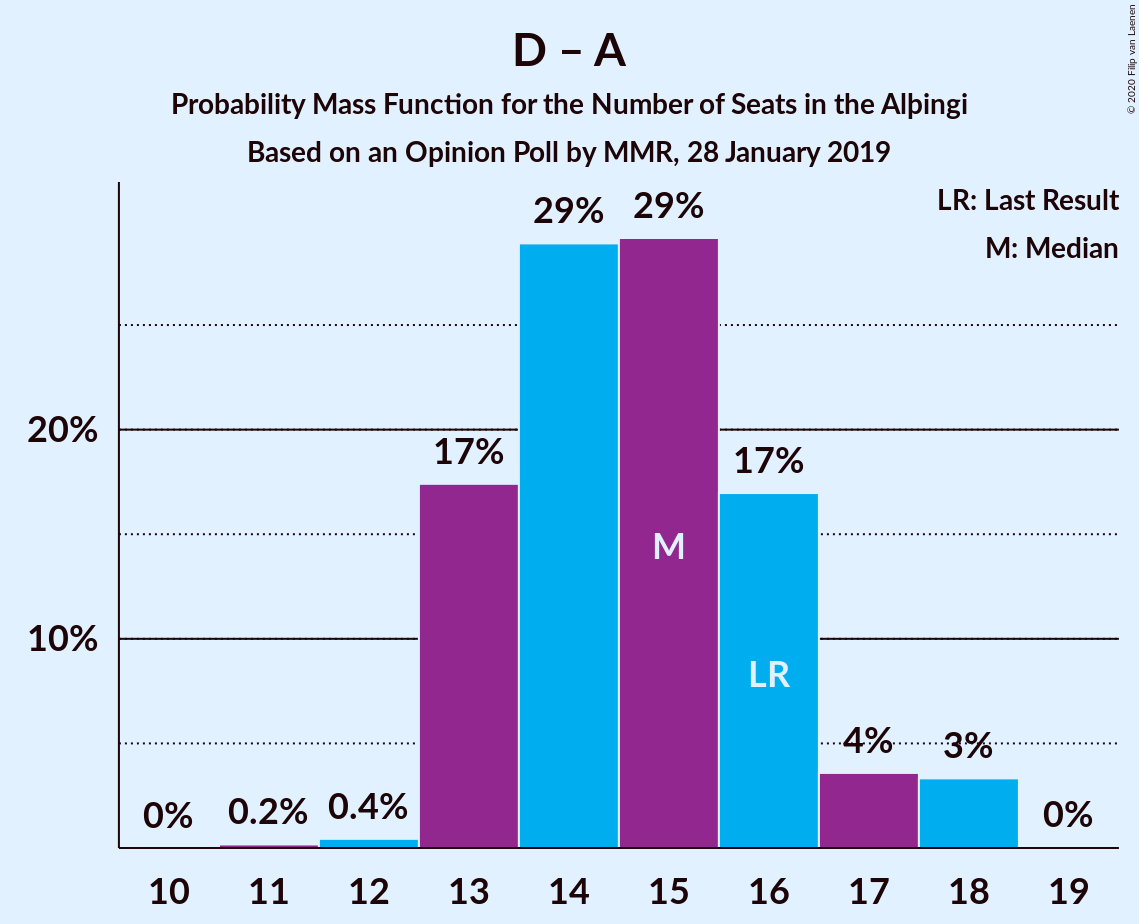 D – A
Probability Mass Function for the Number of Seats in the Alþingi
Based on an Opinion Poll by MMR, 28 January 2019
© 2020 Filip van Laenen
LR: Last Result
M: Median
20%
10%
0%
0.2%
0.4%
17%
29%
29%
17%
4%
3%
0%
M
LR
10 11 12 13 14 15 16 17 18 19